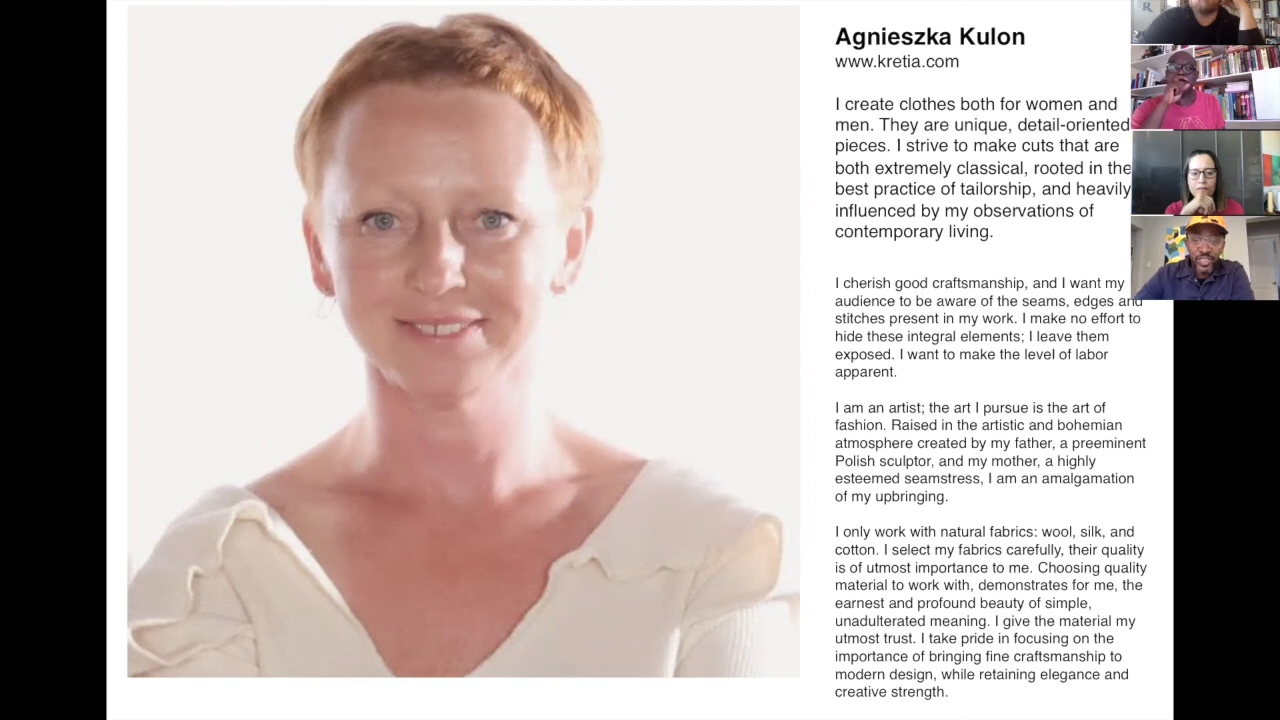 Agnieszka Kulon
www.kretia.com
I create clothes both for women and
men. They are unique, detail-oriented
pieces. I strive to make cuts that are
both extremely classical, rooted in the
best practice of tailorship, and heavily
influenced by my observations of
contemporary living.
I cherish good craftsmanship, and I want my
audience to be aware of the seams, edges and
stitches present in my work. I make no effort to
hide these integral elements; I leave them
exposed. I want to make the level of labor
apparent.
I am an artist; the art I pursue is the art of
fashion. Raised in the artistic and bohemian
atmosphere created by my father, a preeminent
Polish sculptor, and my mother, a highly
esteemed seamstress, I am an amalgamation
of my upbringing.
I only work with natural fabrics: wool, silk, and
cotton. I select my fabrics carefully, their quality
is of utmost importance to me. Choosing quality
material to work with, demonstrates for me, the
earnest and profound beauty of simple,
unadulterated meaning. I give the material my
utmost trust. I take pride in focusing on the
importance of bringing fine craftsmanship to
modern design, while retaining elegance and
creative strength.
R